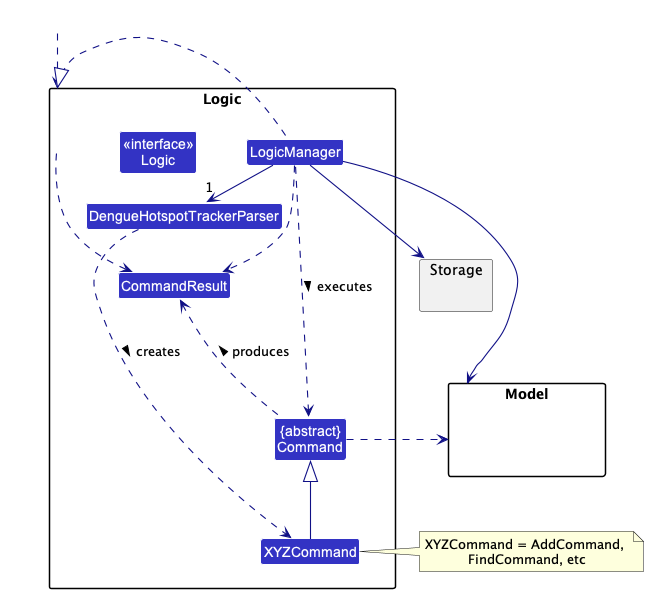 Logic
«interface»
Logic
LogicManager
1
DengueHotspotTrackerParser
Storage
CommandResult
executes
creates
produces
Model
{abstract}
Command
XYZCommand
XYZCommand = AddCommand,
FindCommand, etc